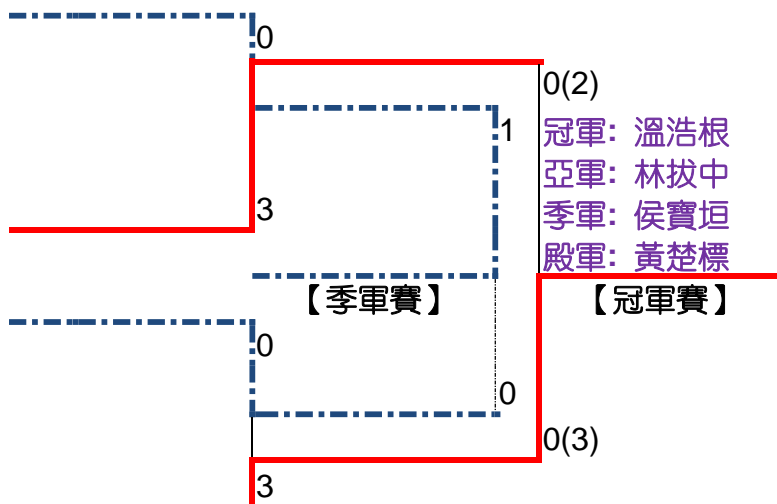 0
0(2)
1
冠軍: 溫浩根
亞軍: 林拔中
3
季軍: 侯寶垣
殿軍: 黃楚標
【季軍賽】
【冠軍賽】
0
0
0(3)
3